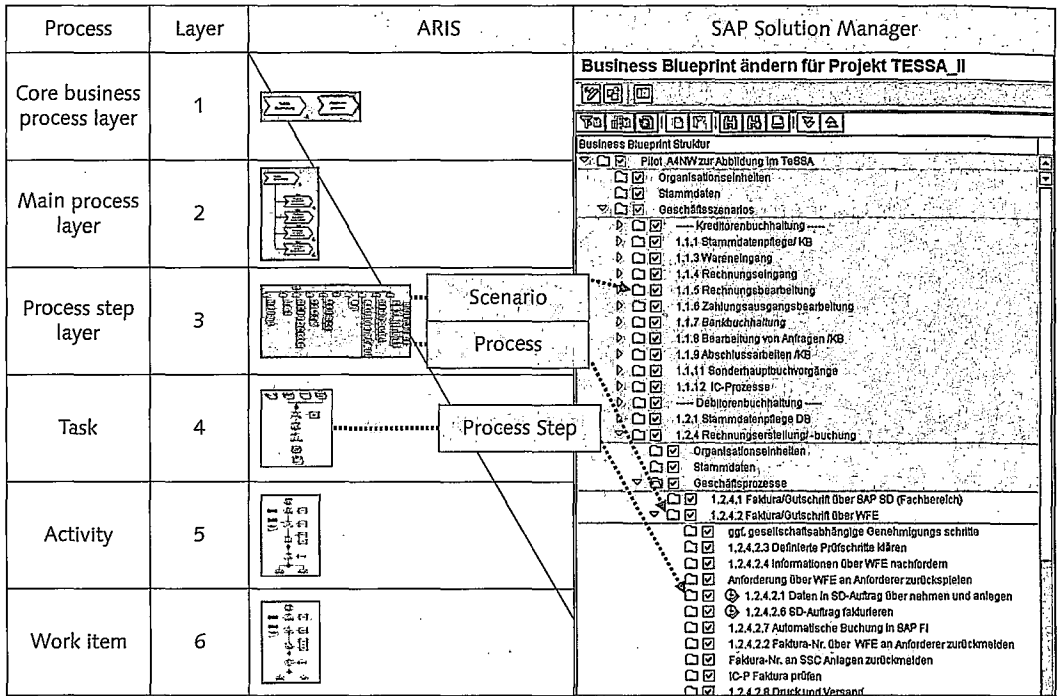 Process Layer ARIS SAP Solution Manager
Core business process layer 1
Main process layer 2
Process step layer 3
Task 4
Activity 5
Work item 6
Scenario
Process
Process Step
Business Blueprint ändern für Projekt TESSA_II
Business Blueprint Struktur
Pilot A4NW zur Abbildung im TeSSA
Organisationseinheiten
Stammdaten
Geschäftsszenarios
---- Kreditorenbuchhaltung ----
1.1.1 Stammdatenpflege/ KB
1.1.3 Wareneingang
1.1.4 Rechnungseingang
1.1.5 Rechnungsbearbeitung
1.1.6 Zahlungsausgangsbearbeitung
1.1.7 Bankbuchhaltung
1.1.8 Bearbeitung von Anfragen /KB
1.1.9 Abschlussarbeiten /KB
1.1.11 Sonderhauptbuchvorgänge
1.1.12 IC-Prozesse
---- Debitorenbuchhaltung ----
1.2.1 Stammdatenpflege DB
1.2.4 Rechnungserstellung/-buchung
Organisationseinheiten
Stammdaten
Geschäftsprozesse
1.2.4.1 Faktura/Gutschrift über SAP SD (Fachbereich)
1.2.4.2 Faktura/Gutschrift über WFE
ggf. gesellschaftsabhängige Genehmigungs schritte
1.2.4.2.3 Definierte Prüfschritte klären
1.2.4.2.4 Informationen über WFE nachfordern
Anforderung über WFE an Anforderer zurückspielen
1.2.4.2.1 Daten in SD-Auftrag über nehmen und anlegen
1.2.4.2.6 SD-Auftrag fakturieren
1.2.4.2.7 Automatische Buchung in SAP FI
1.2.4.2.2 Faktura-Nr. über WFE an Anforderer zurückmelden
Faktura-Nr. an SSC Anlagen zurückmelden
IC-P Faktura prüfen
1.2.4.2.8 Druck und Versand